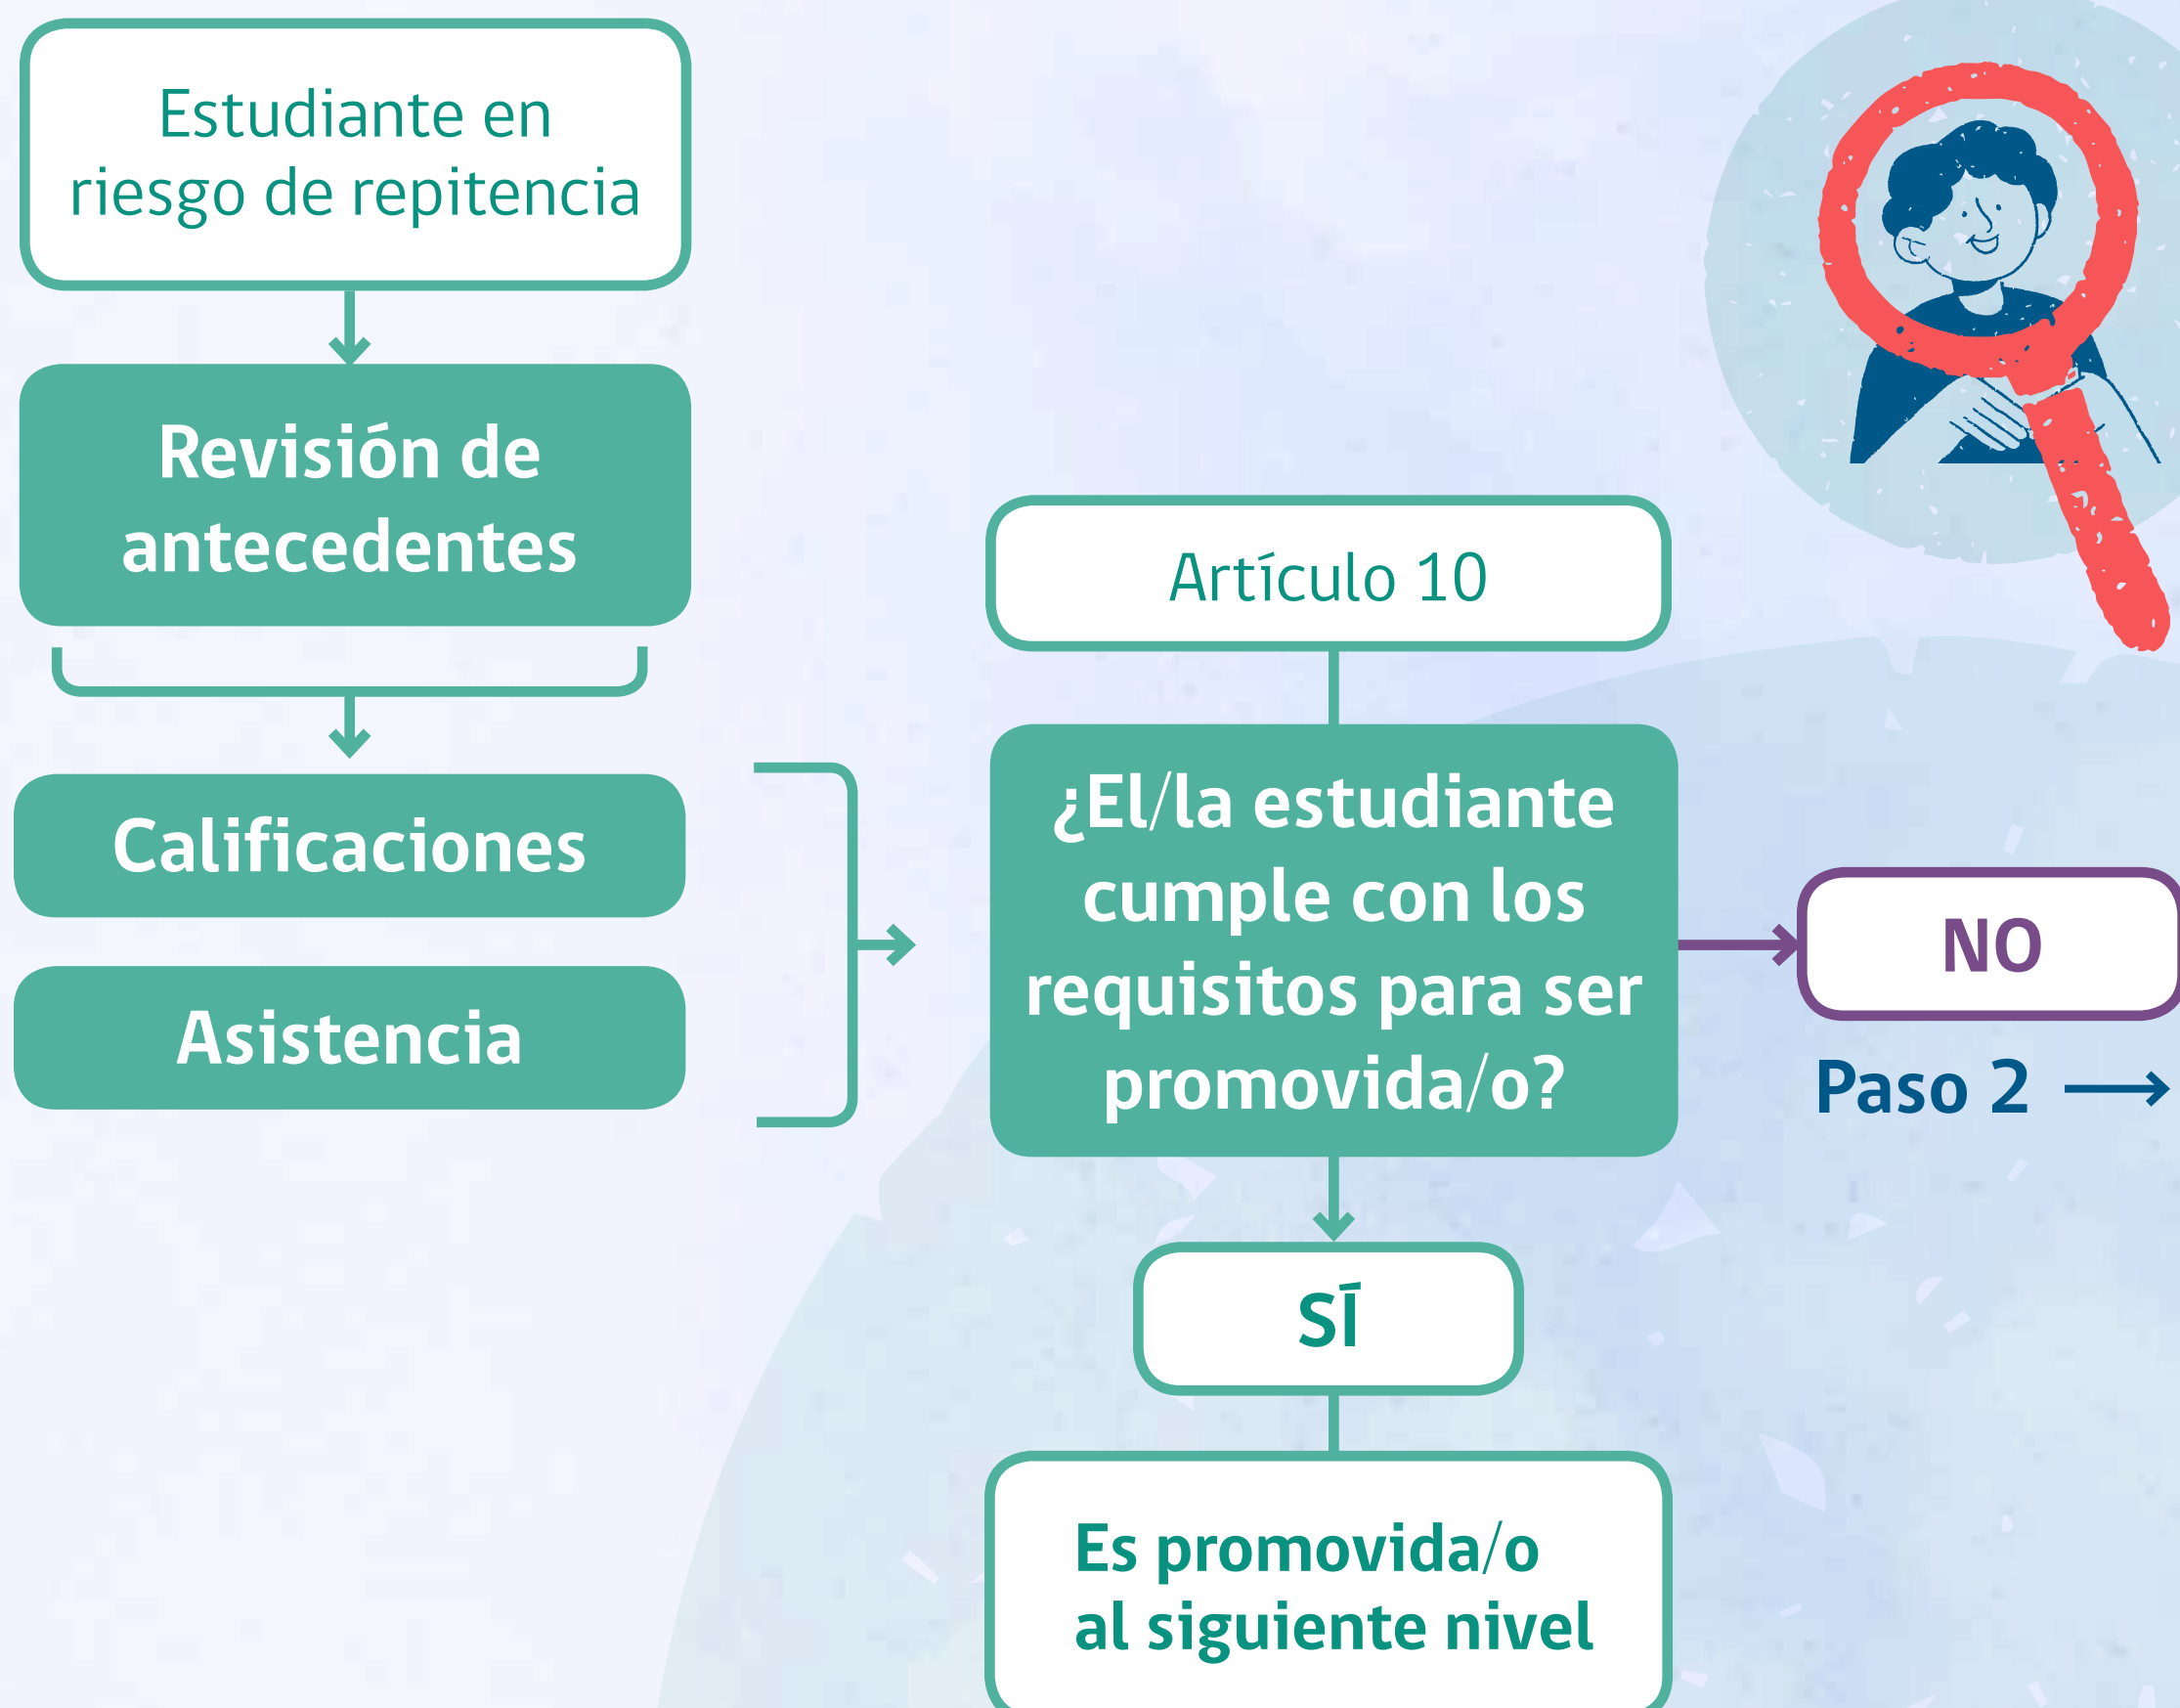 Estudiante en
riesgo de repitencia
Revisión de
antecedentes
Calificaciones
Asistencia
Artículo 10
¿El/la estudiante
cumple con los
requisitos para ser
promovida/o?
NO
Paso 2
SÍ
Es promovida/o
al siguiente nivel